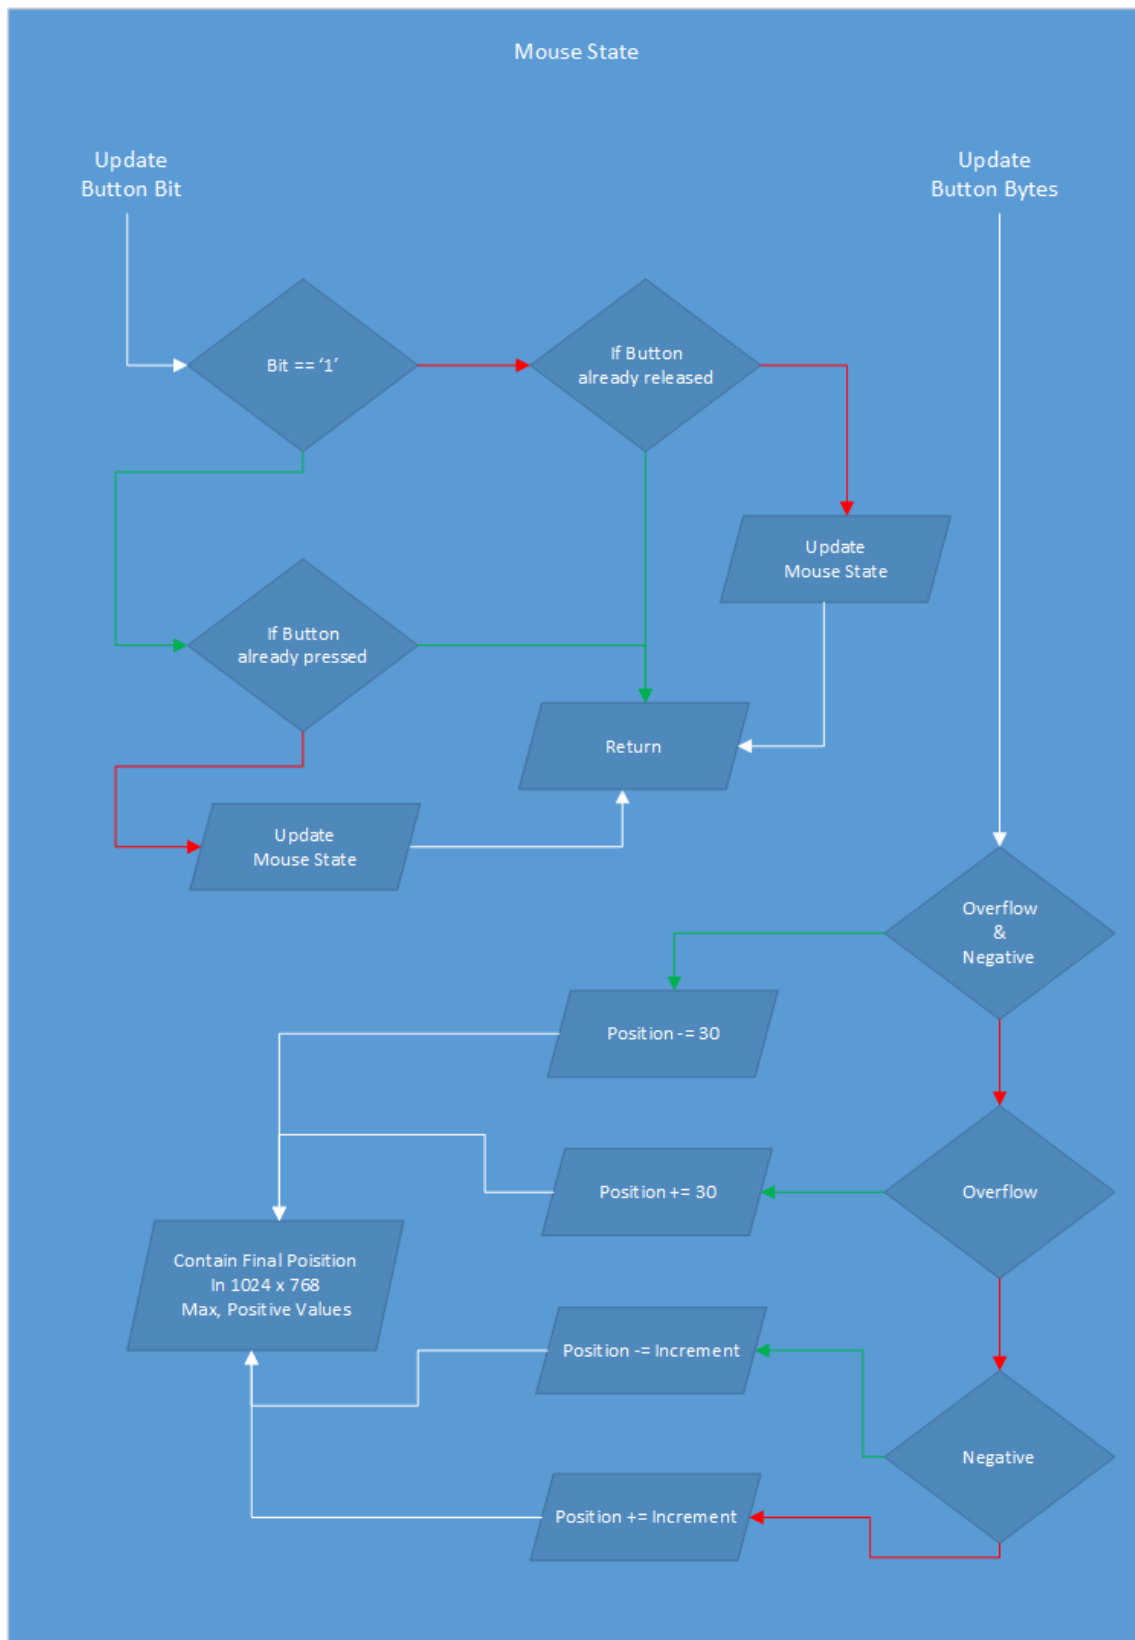 Mouse State
Update
Button Bit
Update
Button Bytes
Bit == ‘1’
If Button
already released
Update
Mouse State
If Button
already pressed
Return
Update
Mouse State
Overflow
&
Negative
Position -= 30
Position += 30
Overflow
Contain Final Poisition
In 1024 x 768
Max, Positive Values
Position -= Increment
Negative
Position += Increment